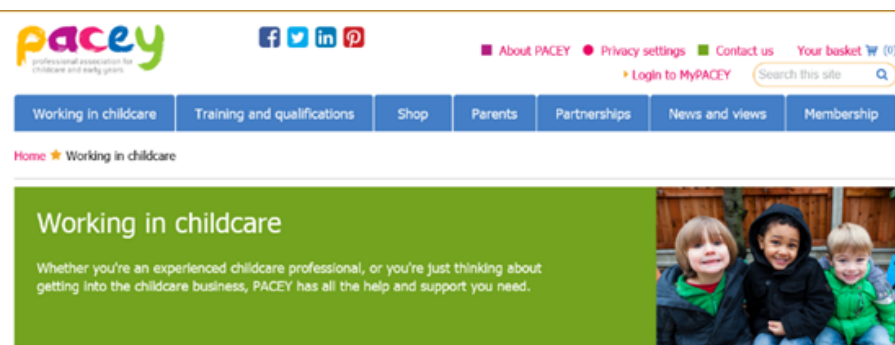 pacey
professional association for
childcare and early years
About PACEY Privacy settings Contact us Your basket (0)
Login to MyPACEY Search this site
Working in childcare Training and qualifications Shop Parents Partnerships News and views Membership
Home Working in childcare
Working in childcare
Whether you're an experienced childcare professional, or you're just thinking about
getting into the childcare business, PACEY has all the help and support you need.